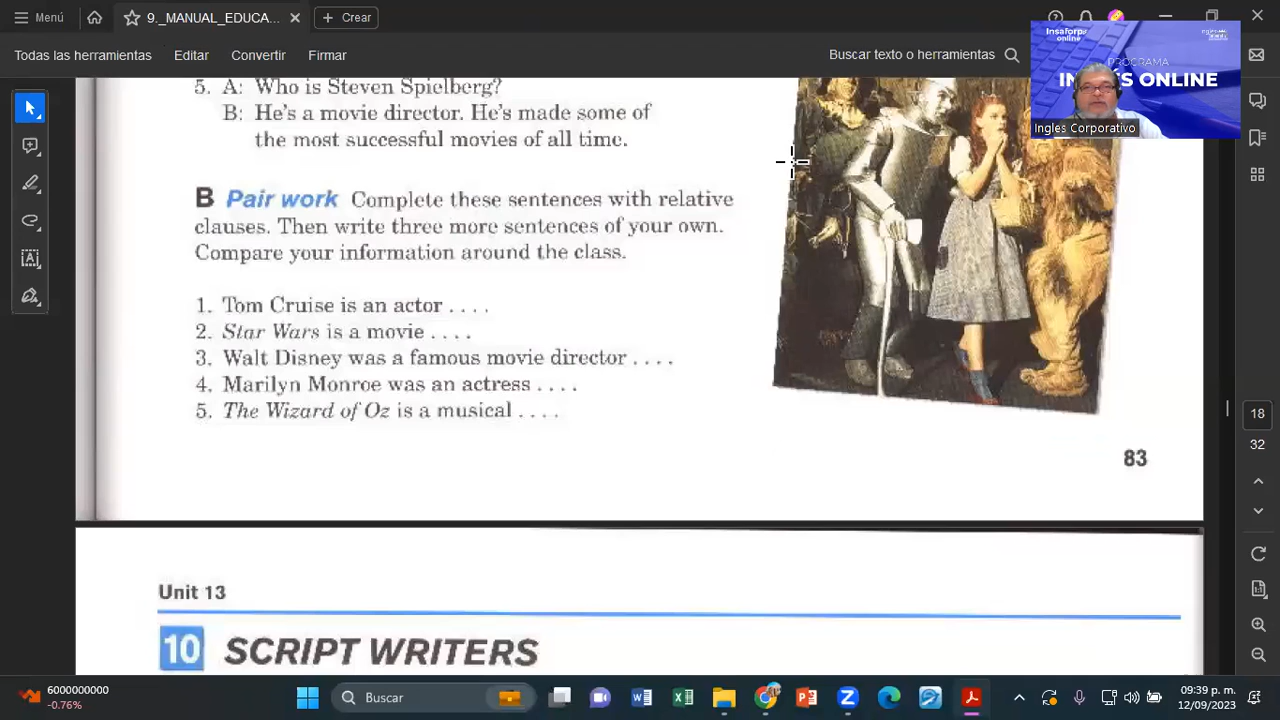 Menú
9._MANUAL_EDUCA...
Crear
Todas las herramientas
Editar
Convertir
Firmar
Buscar texto o herramientas
Insaforp
online
PROGRAMA
INGLÉS ONLINE
Ingles Corporativo
5. A: Who is Steven Spielberg?
B: He's a movie director. He's made some of
the most successful movies of all time.
B Pair work Complete these sentences with relative
clauses. Then write three more sentences of your own.
Compare your information around the class.
1. Tom Cruise is an actor . . . .
2. Star Wars is a movie . . . .
3. Walt Disney was a famous movie director . . . .
4. Marilyn Monroe was an actress . . . .
5. The Wizard of Oz is a musical . . . .
83
18
32
Unit 13
10 SCRIPT WRITERS
6000000000
-0.76%
Buscar
09:39 p. m.
12/09/2023